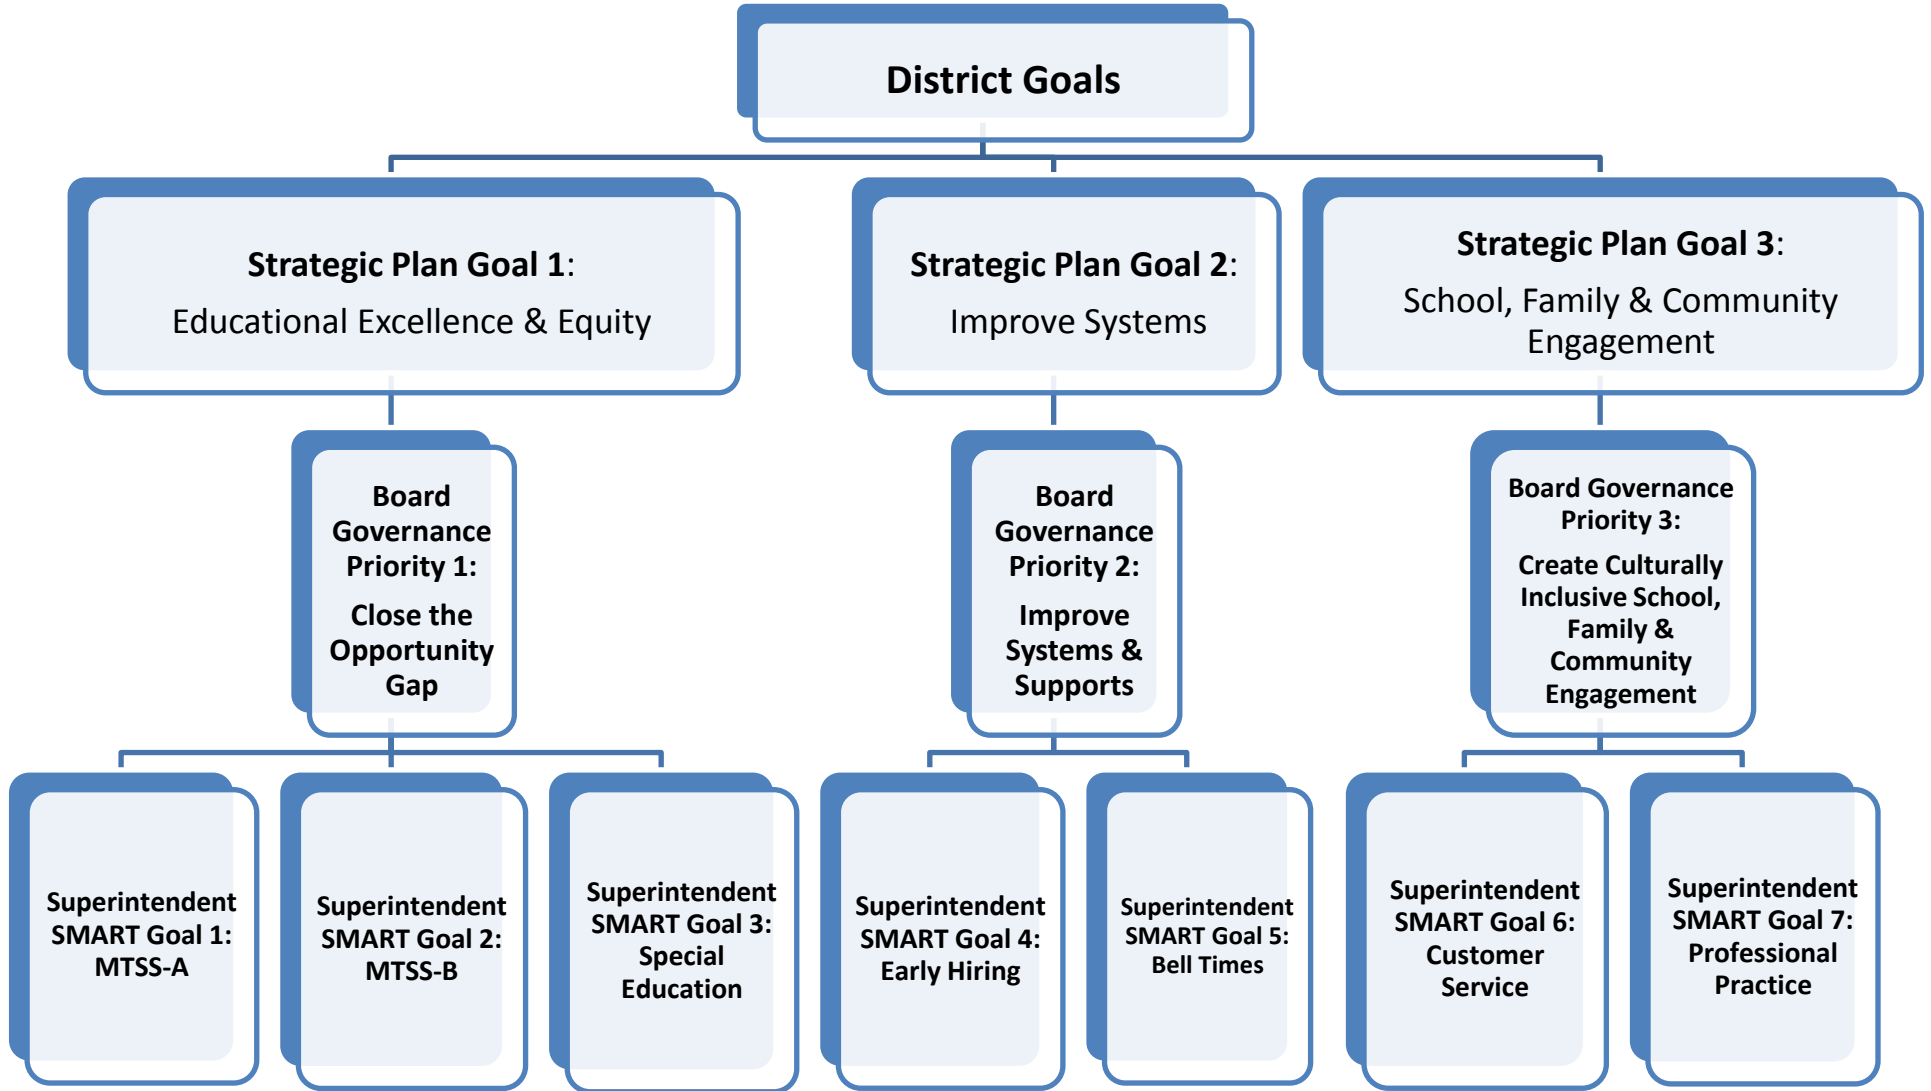 District Goals
Strategic Plan Goal 1:
Educational Excellence & Equity
Strategic Plan Goal 2:
Improve Systems
Strategic Plan Goal 3:
School, Family & Community
Engagement
Board
Governance
Priority 1:
Close the
Opportunity
Gap
Board
Governance
Priority 2:
Improve
Systems &
Supports
Board Governance
Priority 3:
Create Culturally
Inclusive School,
Family &
Community
Engagement
Superintendent
SMART Goal 1:
MTSS-A
Superintendent
SMART Goal 2:
MTSS-B
Superintendent
SMART Goal 3:
Special
Education
Superintendent
SMART Goal 4:
Early Hiring
Superintendent
SMART Goal 5:
Bell Times
Superintendent
SMART Goal 6:
Customer
Service
Superintendent
SMART Goal 7:
Professional
Practice